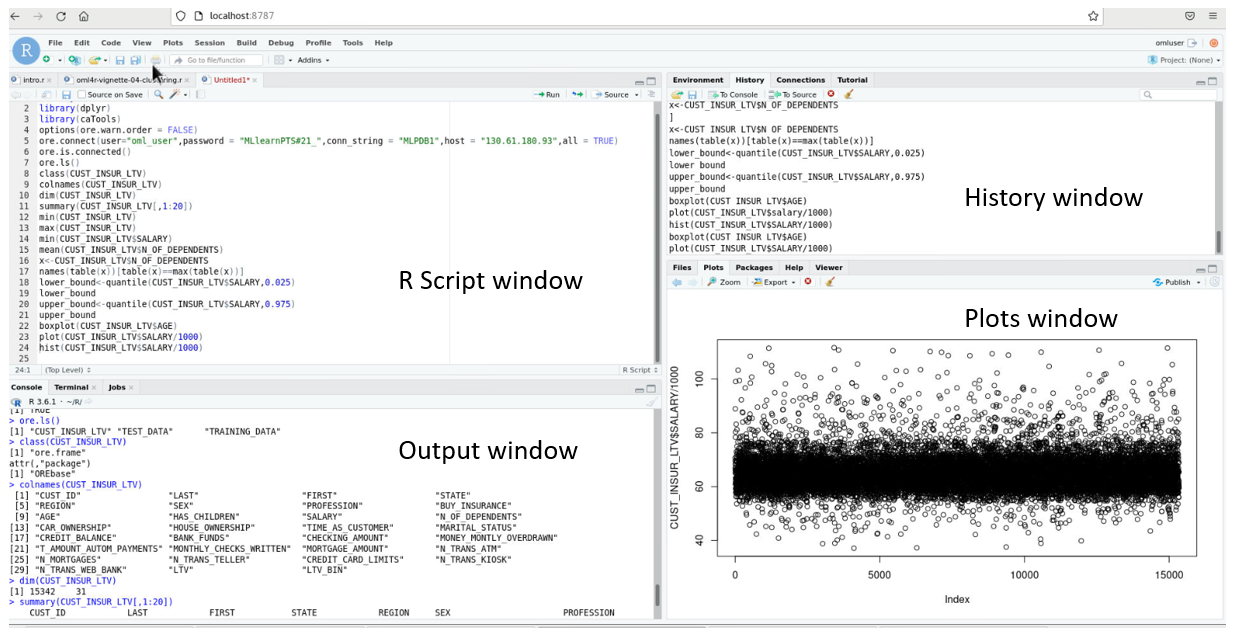 localhost:8787
File Edit Code View Plots Session Build Debug Profile Tools Help
omluser
Go to file/function Addins
Project: (None)
intro.r oml4r-vignette-04-clustering.r Untitled1*
Source on Save Run Source
2 library(dplyr)
3 library(caTools)
4 options(ore.warn.order = FALSE)
5 ore.connect(user="oml_user",password = "MLlearnPTS#21_",conn_string = "MLPDB1",host = "130.61.180.93",all = TRUE)
6 ore.is.connected()
7 ore.ls()
8 class(CUST_INSUR_LTV)
9 colnames(CUST_INSUR_LTV)
10 dim(CUST_INSUR_LTV)
11 summary(CUST_INSUR_LTV[,1:20])
12 min(CUST_INSUR_LTV)
13 max(CUST_INSUR_LTV)
14 min(CUST_INSUR_LTV$SALARY)
15 mean(CUST_INSUR_LTV$N_OF_DEPENDENTS)
16 x<-CUST_INSUR_LTV$N_OF_DEPENDENTS
17 names(table(x))[table(x)==max(table(x))]
18 lower_bound<-quantile(CUST_INSUR_LTV$SALARY,0.025)
19 lower_bound
20 upper_bound<-quantile(CUST_INSUR_LTV$SALARY,0.975)
21 upper_bound
22 boxplot(CUST_INSUR_LTV$AGE)
23 plot(CUST_INSUR_LTV$SALARY/1000)
24 hist(CUST_INSUR_LTV$SALARY/1000)
25
R Script window
24:1 (Top Level) R Script
Console Terminal Jobs
R 3.6.1 · ~/R/
[1] TRUE
> ore.ls()
[1] "CUST_INSUR_LTV" "TEST_DATA" "TRAINING_DATA"
> class(CUST_INSUR_LTV)
[1] "ore.frame"
attr(,"package")
[1] "OREbase"
> colnames(CUST_INSUR_LTV)
[1] "CUST_ID" "LAST" "FIRST" "STATE"
[5] "REGION" "SEX" "PROFESSION" "BUY_INSURANCE"
[9] "AGE" "HAS_CHILDREN" "SALARY" "N_OF_DEPENDENTS"
[13] "CAR_OWNERSHIP" "HOUSE_OWNERSHIP" "TIME_AS_CUSTOMER" "MARITAL_STATUS"
[17] "CREDIT_BALANCE" "BANK_FUNDS" "CHECKING_AMOUNT" "MONEY_MONTLY_OVERDRAWN"
[21] "T_AMOUNT_AUTOM_PAYMENTS" "MONTHLY_CHECKS_WRITTEN" "MORTGAGE_AMOUNT" "N_TRANS_ATM"
[25] "N_MORTGAGES" "N_TRANS_TELLER" "CREDIT_CARD_LIMITS" "N_TRANS_KIOSK"
[29] "N_TRANS_WEB_BANK" "LTV" "LTV_BIN"
> dim(CUST_INSUR_LTV)
[1] 15342 31
> summary(CUST_INSUR_LTV[,1:20])
CUST_ID LAST FIRST STATE REGION SEX PROFESSION
Output window
Environment History Connections Tutorial
To Console To Source
x<-CUST_INSUR_LTV$N_OF_DEPENDENTS
]
x<-CUST INSUR LTV$N OF DEPENDENTS
names(table(x))[table(x)==max(table(x))]
lower_bound<-quantile(CUST_INSUR_LTV$SALARY,0.025)
lower bound
upper_bound<-quantile(CUST_INSUR_LTV$SALARY,0.975)
upper_bound
boxplot(CUST INSUR LTV$AGE)
plot(CUST_INSUR_LTV$salary/1000)
hist(CUST_INSUR_LTV$SALARY/1000)
boxplot(CUST INSUR LTV$AGE)
plot(CUST_INSUR_LTV$SALARY/1000)
History window
Files Plots Packages Help Viewer
Zoom Export Publish
Plots window
CUST_INSUR_LTV$SALARY/1000
100
80
60
40
0 5000 10000 15000
Index